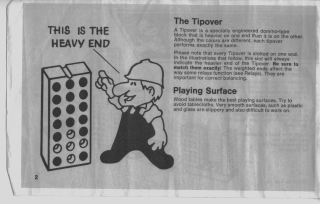 THIS IS THE
HEAVY END
The Tipover
A Tipover is a specially engineered domino-type
block that is heavier on one end than it is on the other.
Although the colors are different, each tipover
performs exactly the same.
Please note that every Tipover is slotted on one end.
In the illustrations that follow, this slot will always
indicate the heavier end of the Tipover. Be sure to
match them exactly! The weighted ends affect the
way some relays function (see Relays). They are
important for correct balancing.
Playing Surface
Wood tables make the best playing surfaces. Try to
avoid tablecloths. Very smooth surfaces, such as plastic
and glass are slippery and also difficult to work on.
2